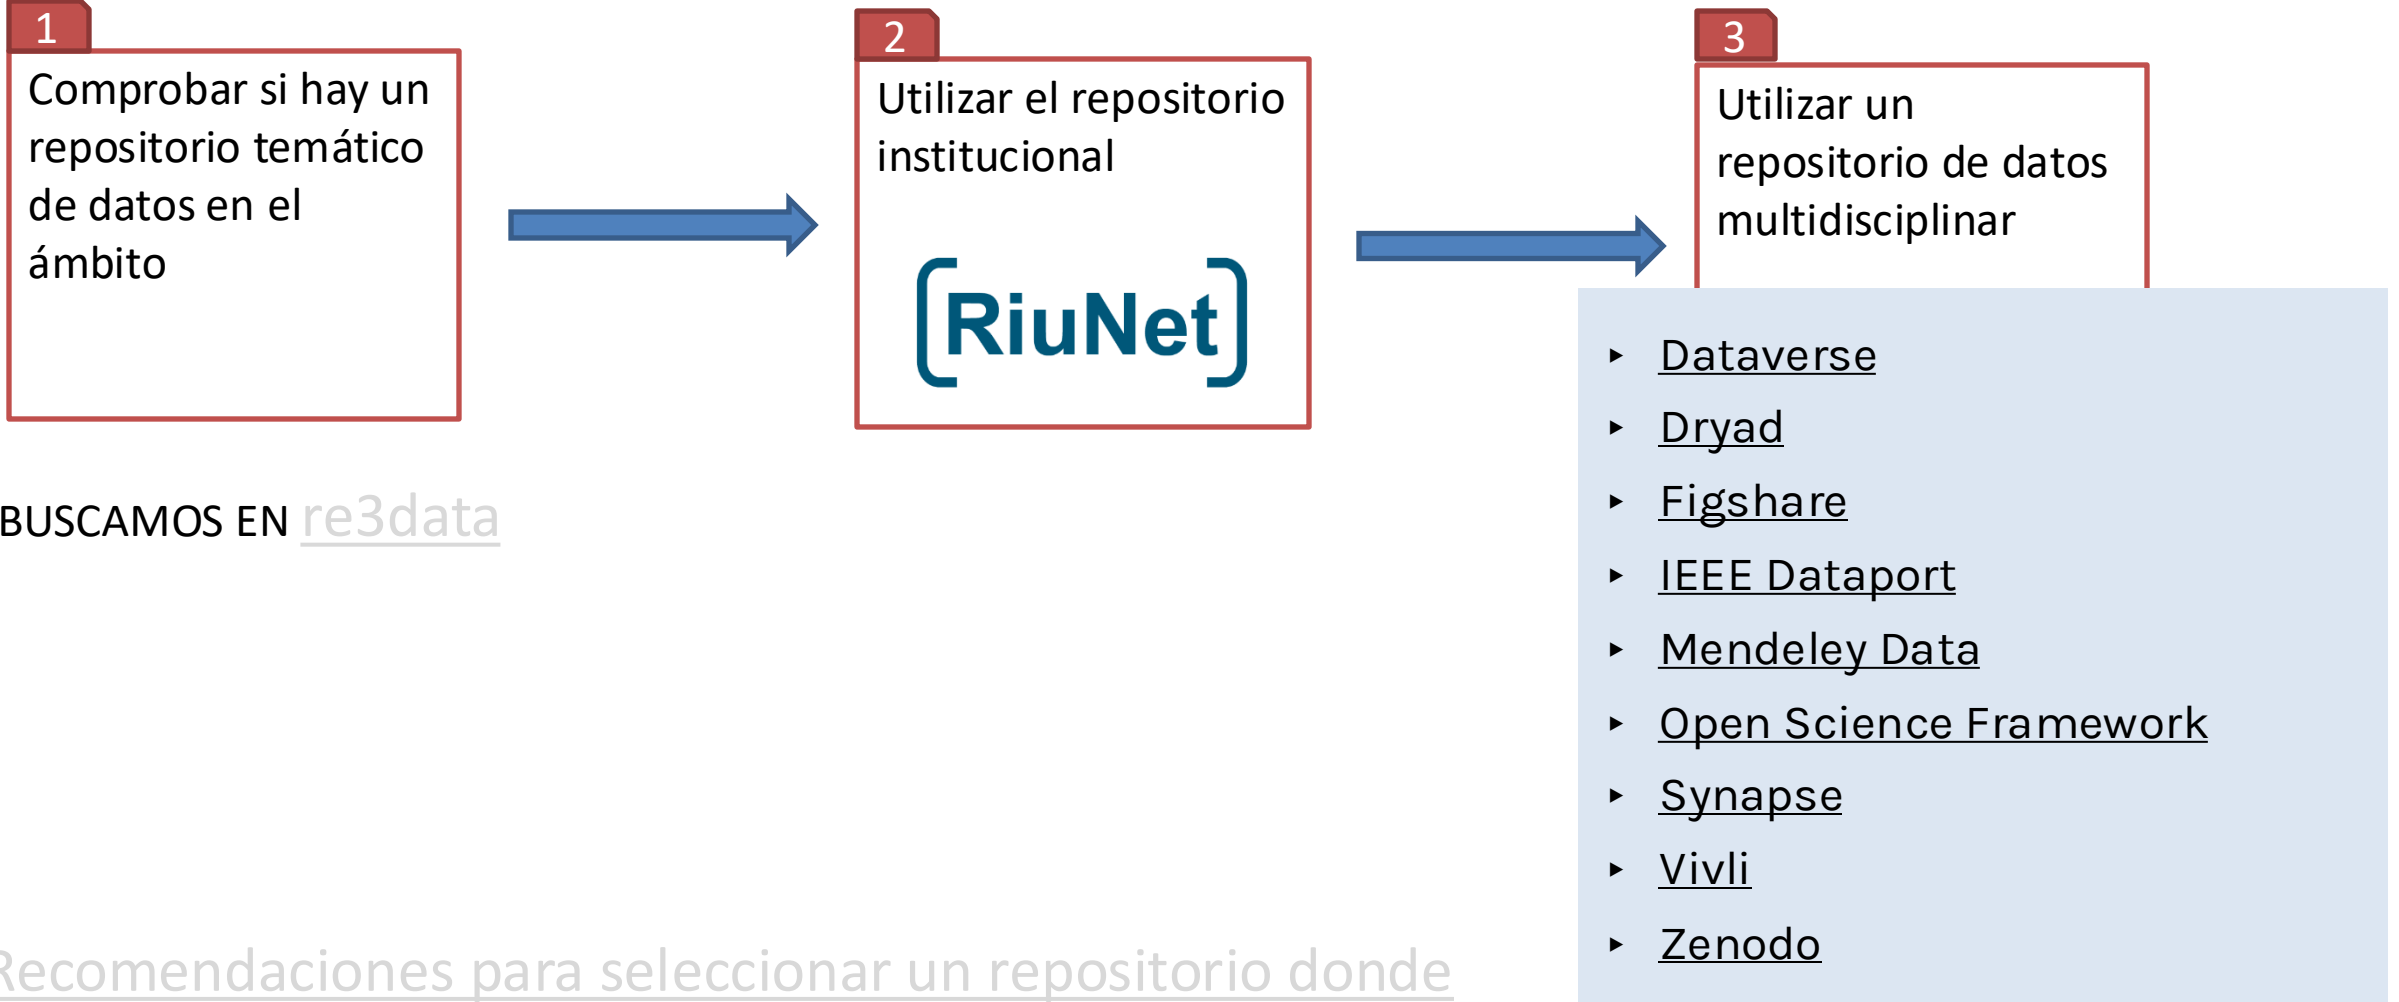 1
Comprobar si hay un
repositorio temático
de datos en el
ámbito
BUSCAMOS EN re3data
2
Utilizar el repositorio
institucional
[RiuNet]
3
Utilizar un
repositorio de datos
multidisciplinar
‣ Dataverse
‣ Dryad
‣ Figshare
‣ IEEE Dataport
‣ Mendeley Data
‣ Open Science Framework
‣ Synapse
‣ Vivli
‣ Zenodo
Recomendaciones para seleccionar un repositorio donde